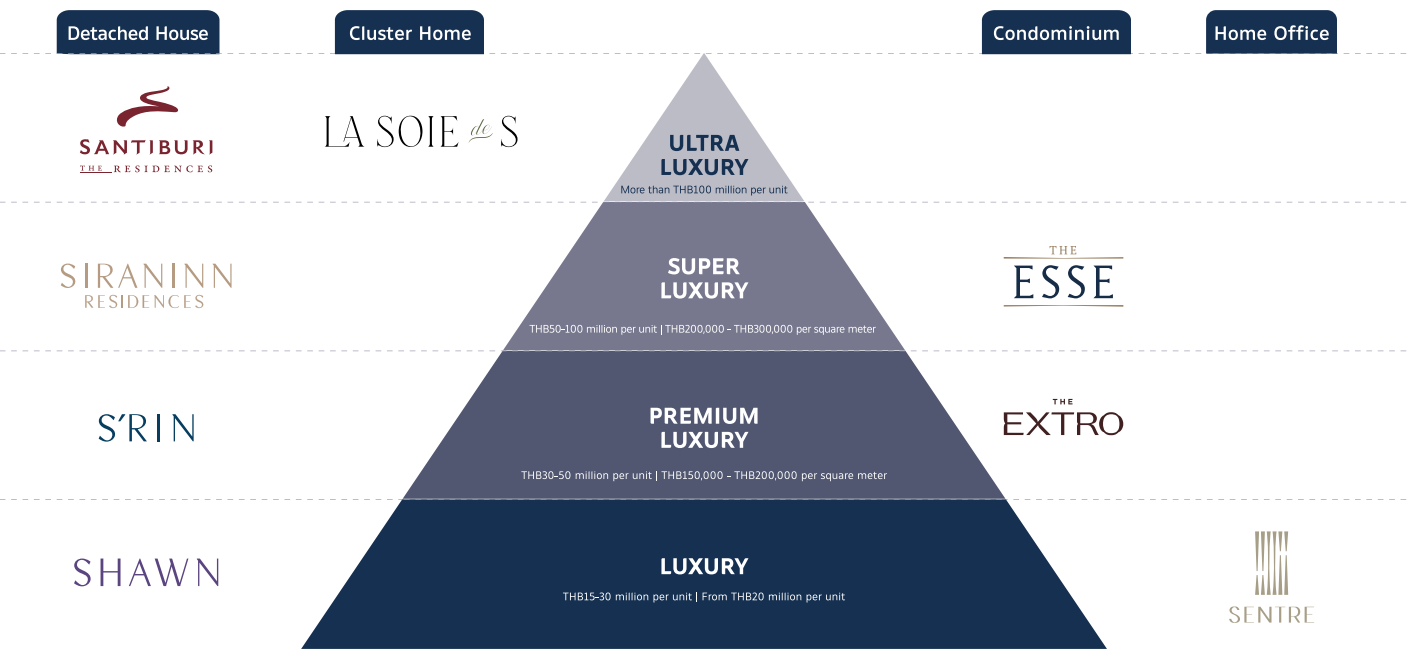 Detached House
Cluster Home
Condominium
Home Office
SANTIBURI
THE RESIDENCES
LA SOIE de S
ULTRA
LUXURY
More than THB100 million per unit
SIRANINN
RESIDENCES
SUPER
LUXURY
THB50–100 million per unit | THB200,000 – THB300,000 per square meter
THE
ESSE
S'RIN
PREMIUM
LUXURY
THB30–50 million per unit | THB150,000 – THB200,000 per square meter
THE
EXTRO
SHAWN
LUXURY
THB15–30 million per unit | From THB20 million per unit
SENTRE